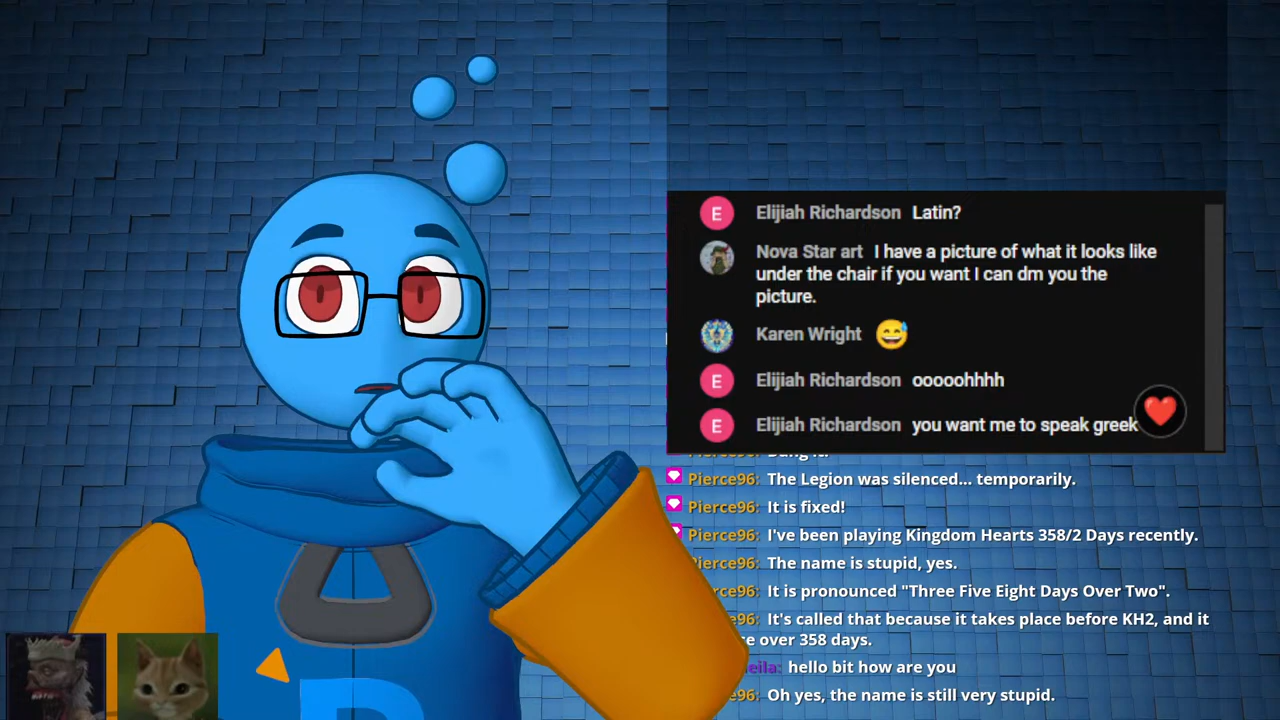 E Elijiah Richardson Latin?
Nova Star art I have a picture of what it looks like
under the chair if you want I can dm you the
picture.
Karen Wright 😅
E Elijiah Richardson ooooohhhh
E Elijiah Richardson you want me to speak greek
Pierce96: The Legion was silenced... temporarily.
Pierce96: It is fixed!
Pierce96: I've been playing Kingdom Hearts 358/2 Days recently.
The name is stupid, yes.
It is pronounced "Three Five Eight Days Over Two".
It's called that because it takes place before KH2, and it
over 358 days.
hello bit how are you
96: Oh yes, the name is still very stupid.